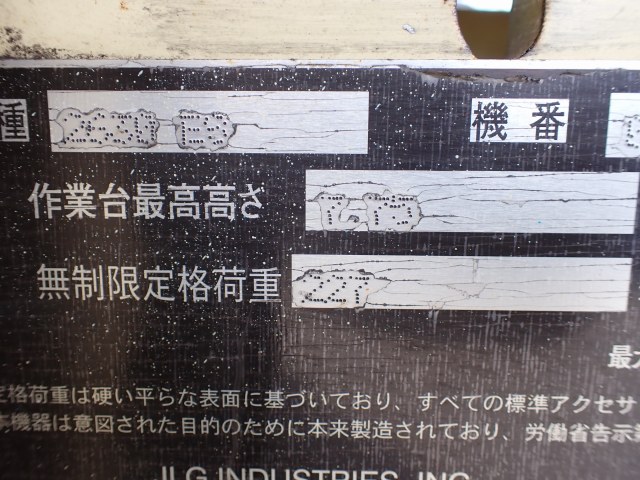 種 2630 ES 機番
作業台最高高さ
無制限定格荷重 227
最大
定格荷重は硬い平らな表面に基づいており、すべての標準アクセサ
本機器は意図された目的のために本来製造されており、労働省告示
JLG INDUSTRIES, INC.